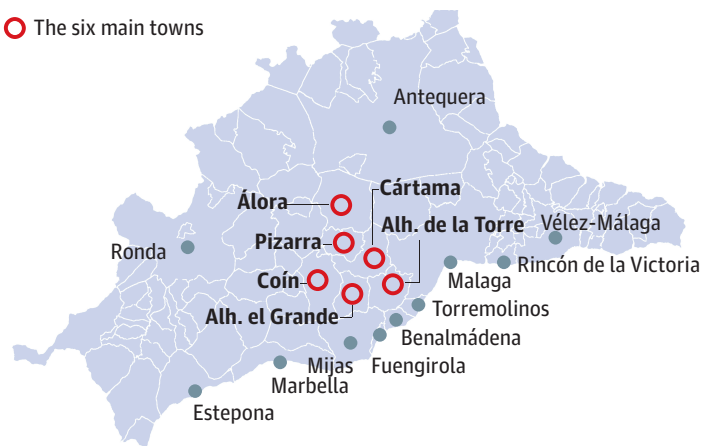 The six main towns
Antequera
Cártama
Álora
Alh. de la Torre
Vélez-Málaga
Pizarra
Ronda
Rincón de la Victoria
Malaga
Coín
Torremolinos
Alh. el Grande
Benalmádena
Mijas
Fuengirola
Marbella
Estepona